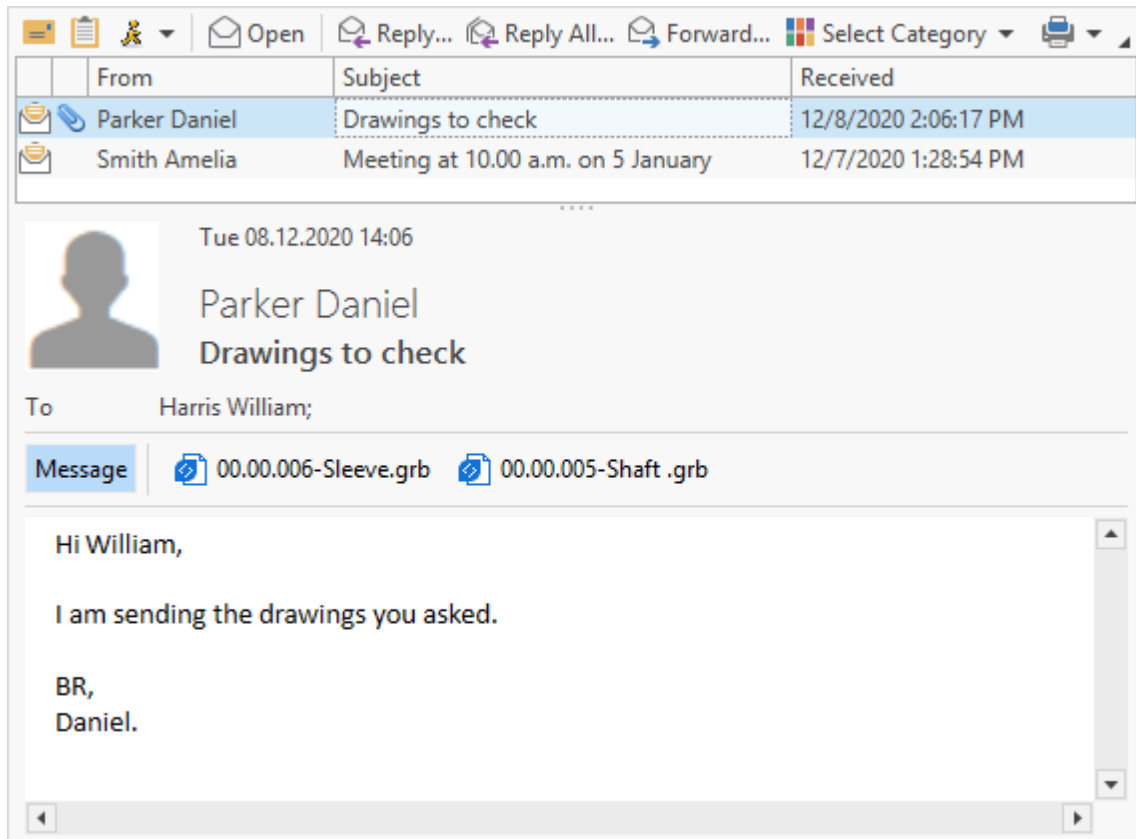 Open Reply... Reply All... Forward... Select Category
From Subject Received
Parker Daniel Drawings to check 12/8/2020 2:06:17 PM
Smith Amelia Meeting at 10.00 a.m. on 5 January 12/7/2020 1:28:54 PM
Tue 08.12.2020 14:06
Parker Daniel
Drawings to check
To Harris William;
Message 00.00.006-Sleeve.grb 00.00.005-Shaft .grb
Hi William,
I am sending the drawings you asked.
BR,
Daniel.